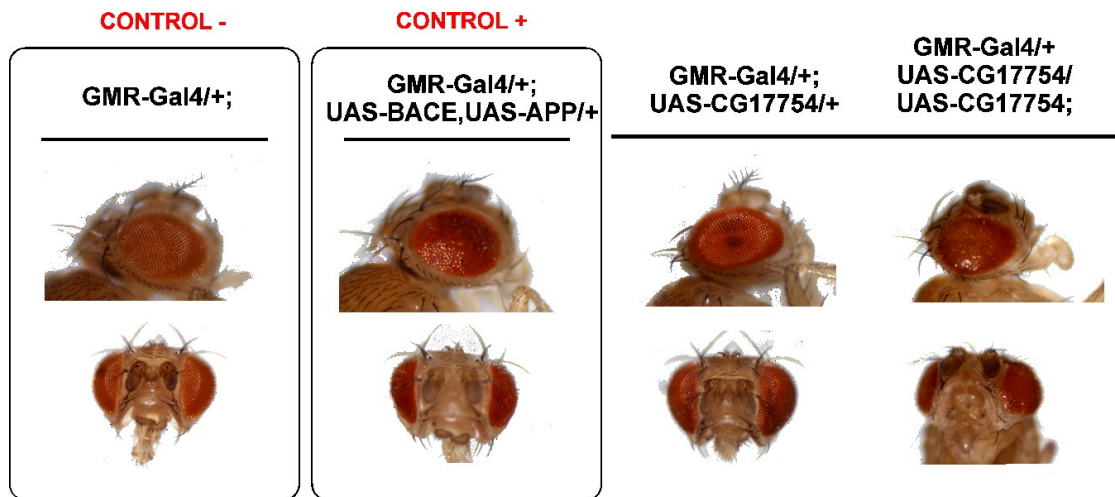 CONTROL -
GMR-Gal4/+;
CONTROL +
GMR-Gal4/+;
UAS-BACE,UAS-APP/+
GMR-Gal4/+;
UAS-CG17754/+
GMR-Gal4/+
UAS-CG17754/
UAS-CG17754;